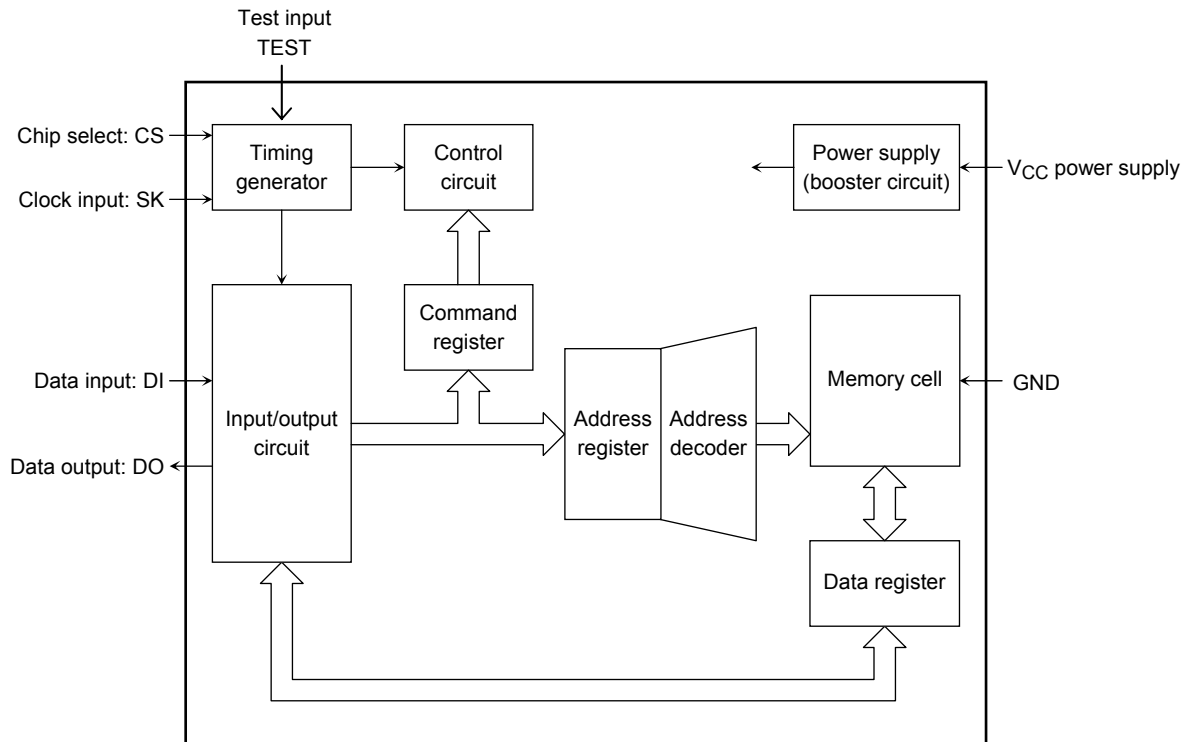 Test input
TEST
Chip select: CS
Clock input: SK
Timing
generator
Control
circuit
Power supply
(booster circuit)
VCC power supply
Command
register
Data input: DI
Data output: DO
Input/output
circuit
Address
register
Address
decoder
Memory cell
GND
Data register